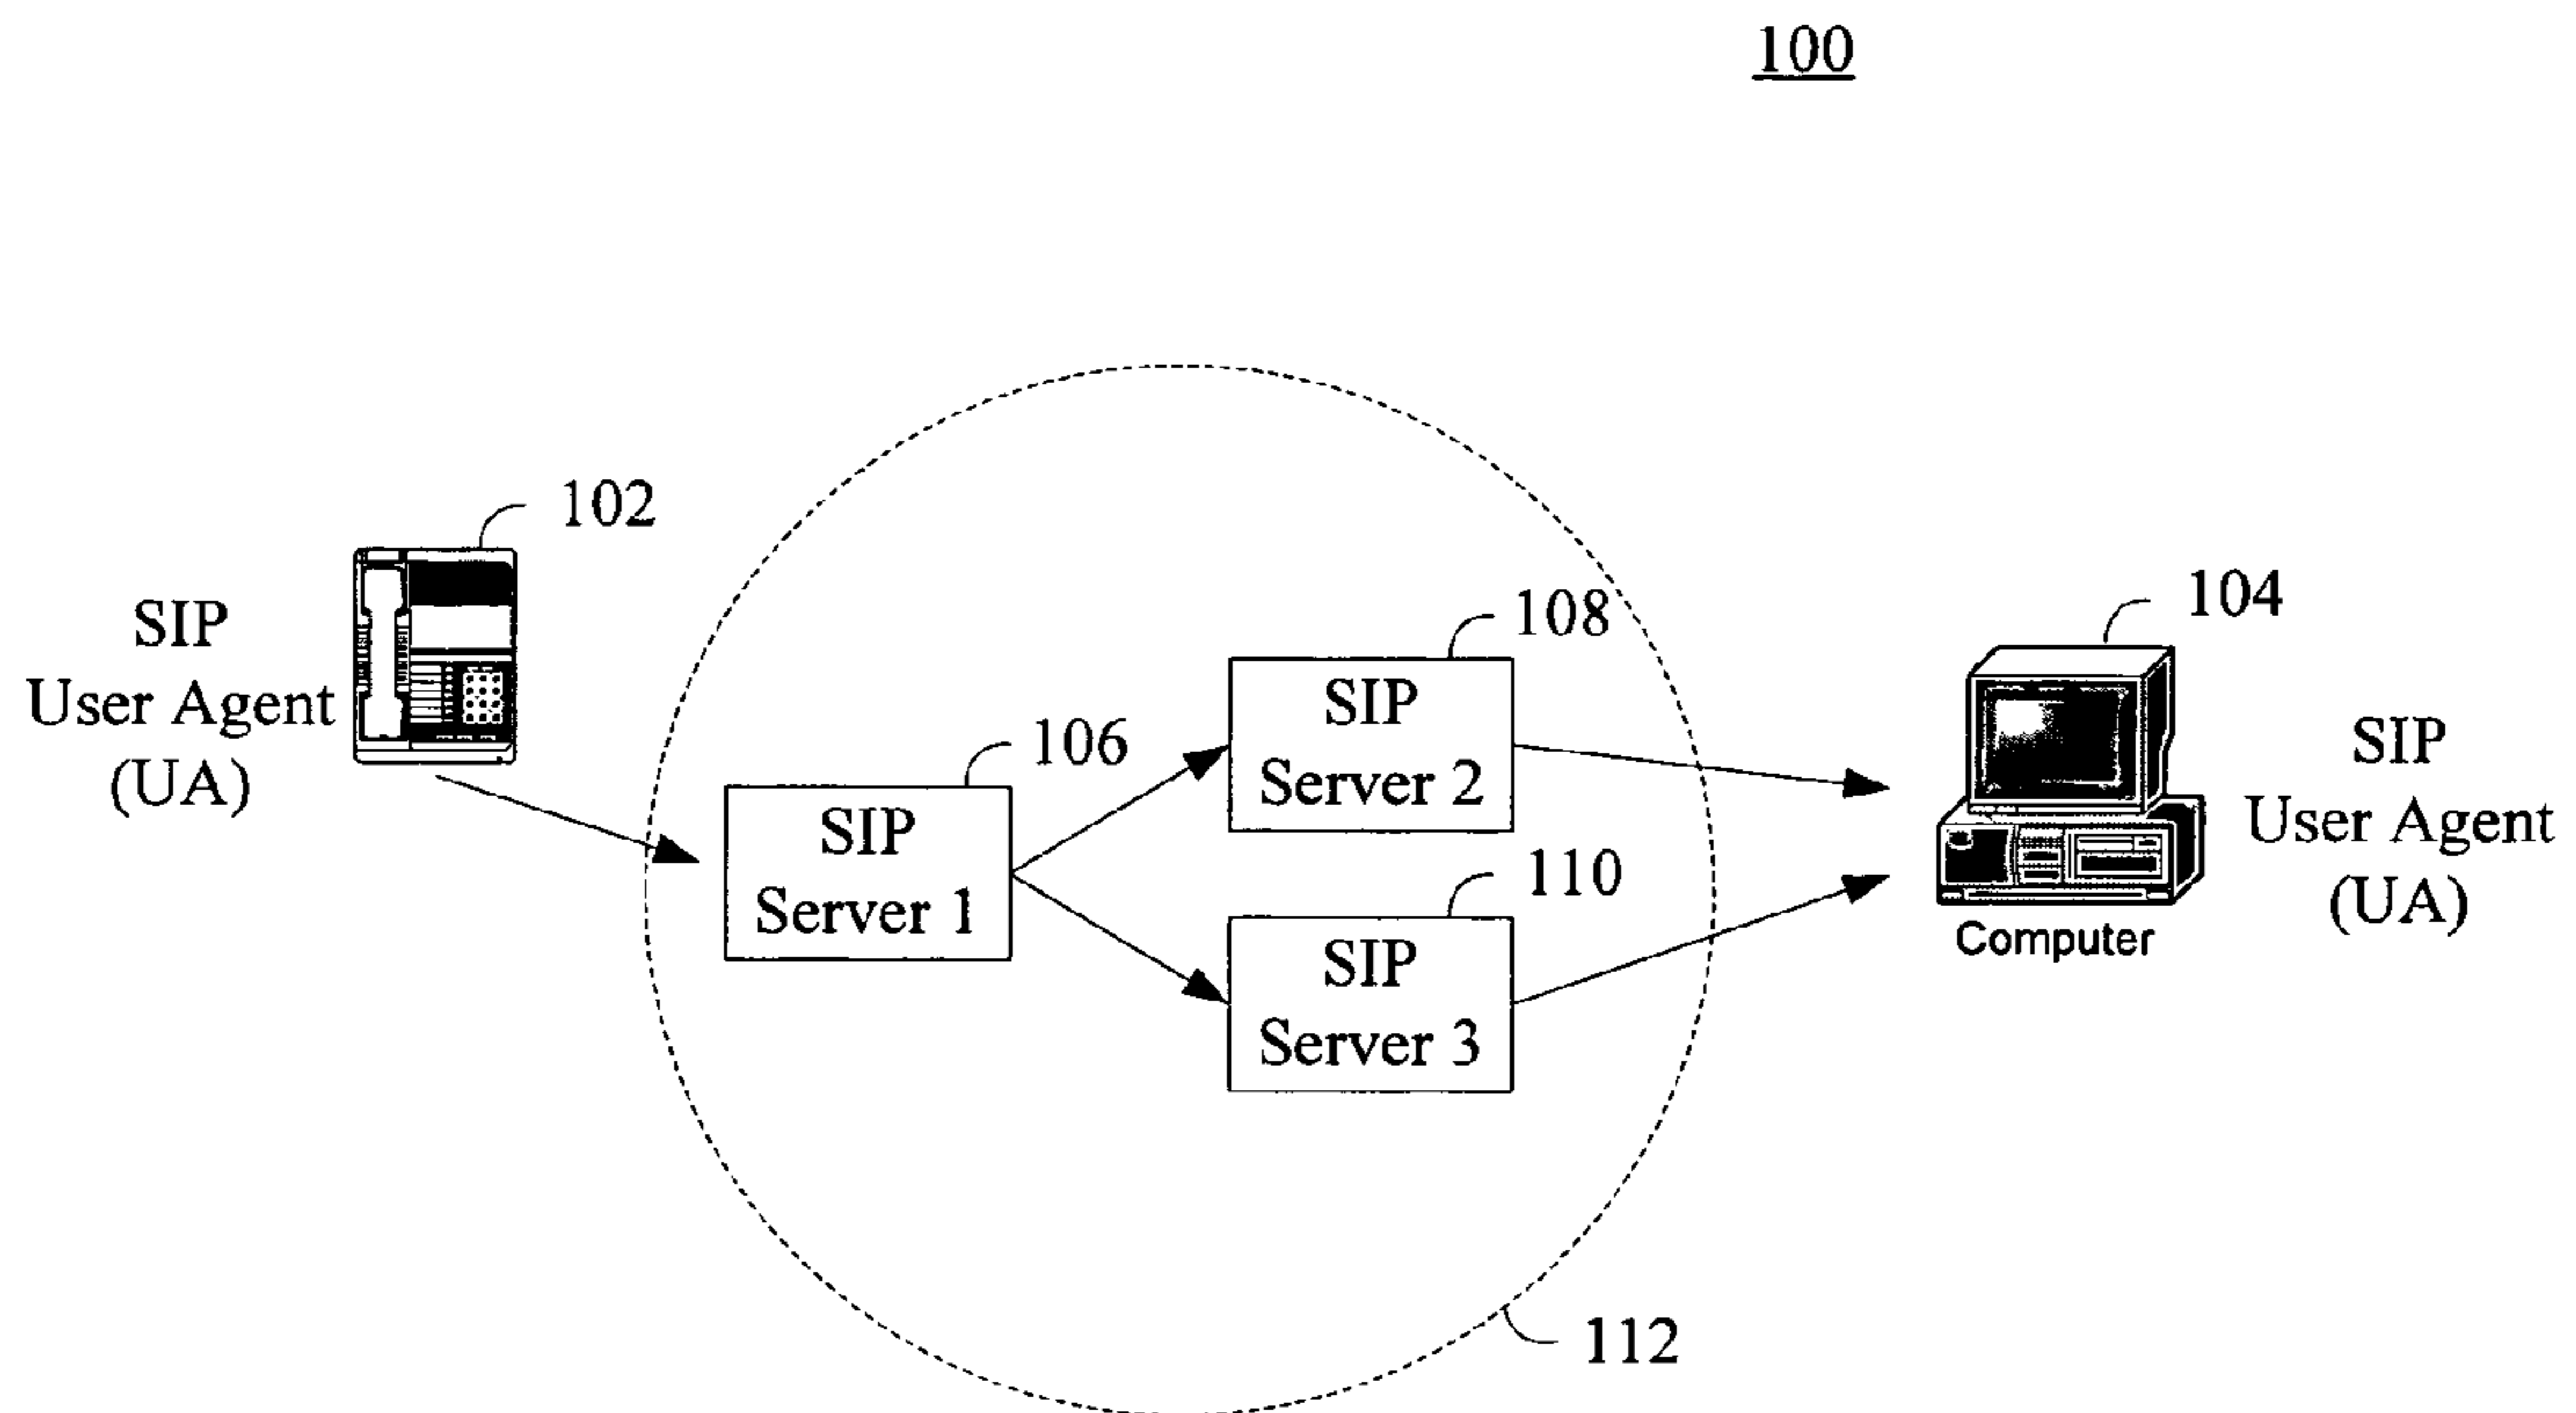 100
102
SIP
User Agent
(UA)
106
SIP
Server 1
108
SIP
Server 2
110
SIP
Server 3
104
Computer
SIP
User Agent
(UA)
112